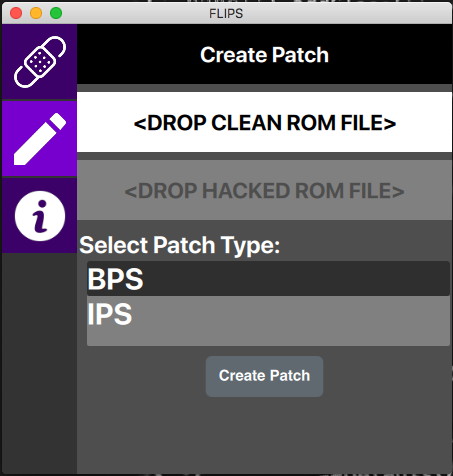 FLIPS
Create Patch
<DROP CLEAN ROM FILE>
<DROP HACKED ROM FILE>
Select Patch Type:
BPS
IPS
Create Patch